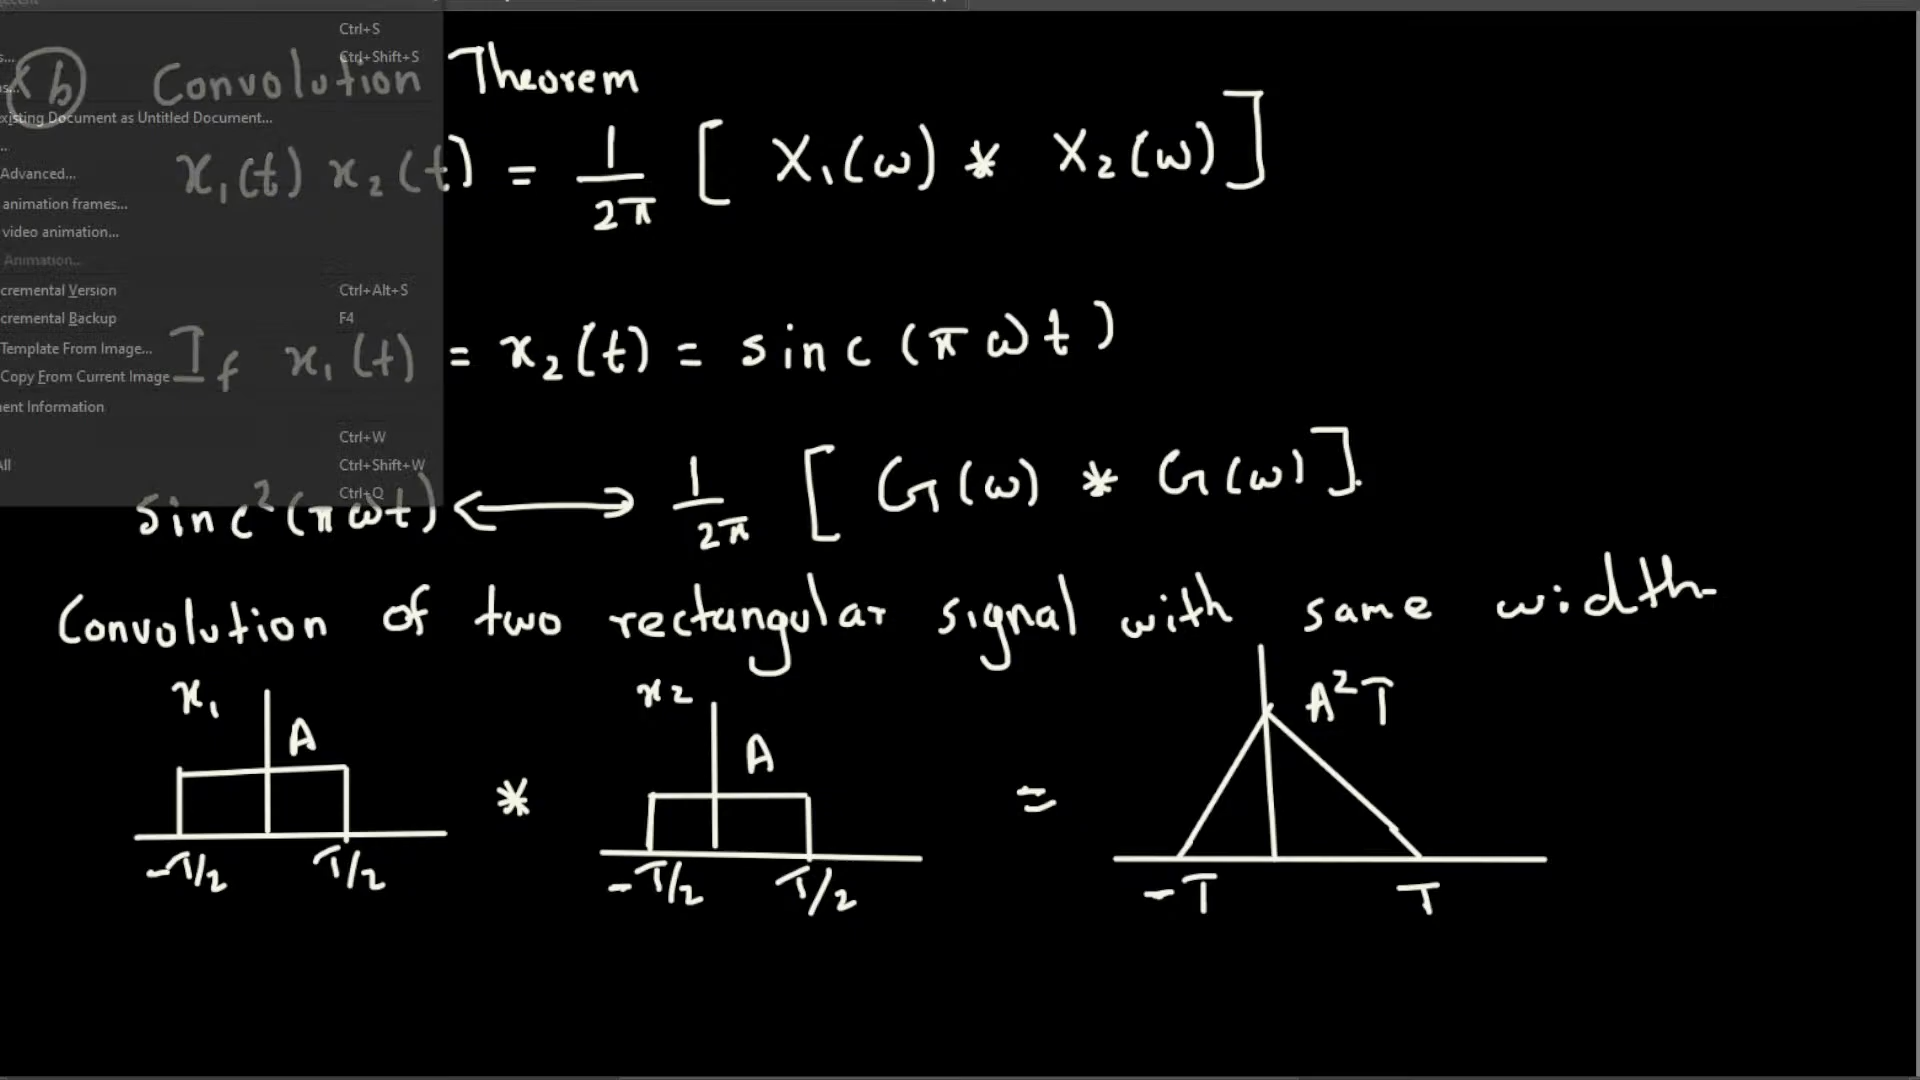 Ctrl+S
Ctrl+Shift+S
(b) Convolution Theorem
xisting Document as Untitled Document...
x₁(t) x₂(t) = 1/2π [ X₁(ω) * X₂(ω) ]
Advanced...
animation frames...
video animation...
Animation...
cremental Version Ctrl+Alt+S
cremental Backup F4
Template From Image...
If x₁(t) = x₂(t) = sinc(πωt)
Copy From Current Image
ent Information
Ctrl+W
All Ctrl+Shift+W
Ctrl+Q
sinc²(πωt) ⟷ 1/2π [ G(ω) * G(ω) ].
Convolution of two rectangular signal with same width
x₁ A * x₂ A = A²T
-T/2 T/2 -T/2 T/2 -T T